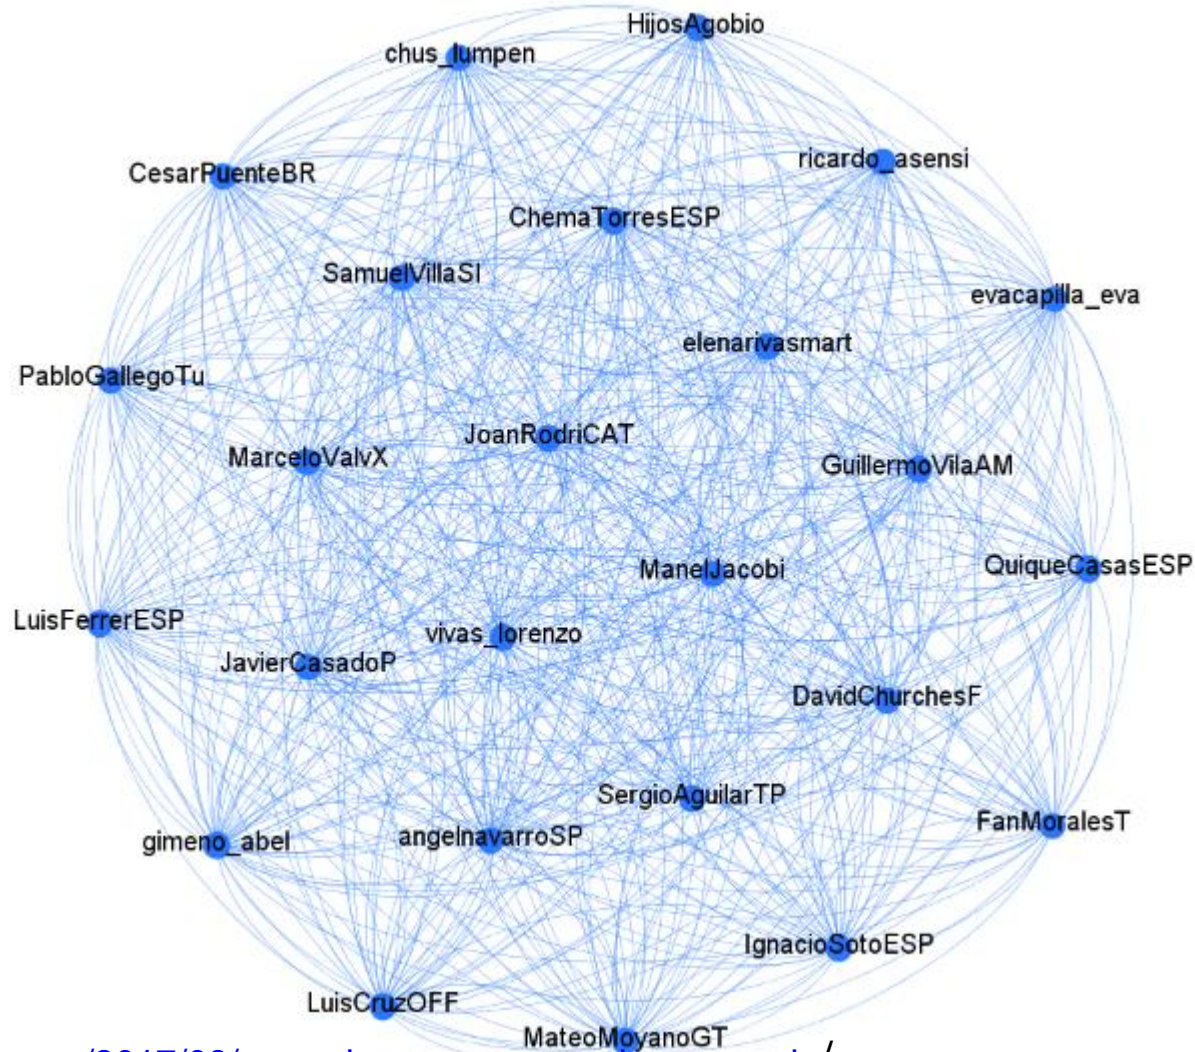 HijosAgobio
chus_lumpen
ricardo_asensi
CesarPuenteBR
ChemaTorresESP
SamuelVillaSI
evacapilla_eva
elenarivasmart
PabloGallegoTu
JoanRodriCAT
MarceloValvX
GuillermoVilaAM
ManelJacobi
QuiqueCasasESP
LuisFerrerESP
vivas_lorenzo
JavierCasadoP
DavidChurchesF
SergioAguilarTP
FanMoralesT
angelnavarroSP
gimeno_abel
IgnacioSotoESP
LuisCruzOFF
MateoMoyanoGT